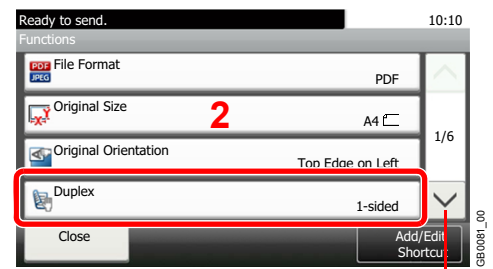 Ready to send. 10:10
Functions
PDF
JPEG
File Format
PDF
X Y
Original Size
2
A4
1/6
Original Orientation
Top Edge on Left
Duplex
1-sided
Close
Add/Edit
Shortcut
GB0081_00